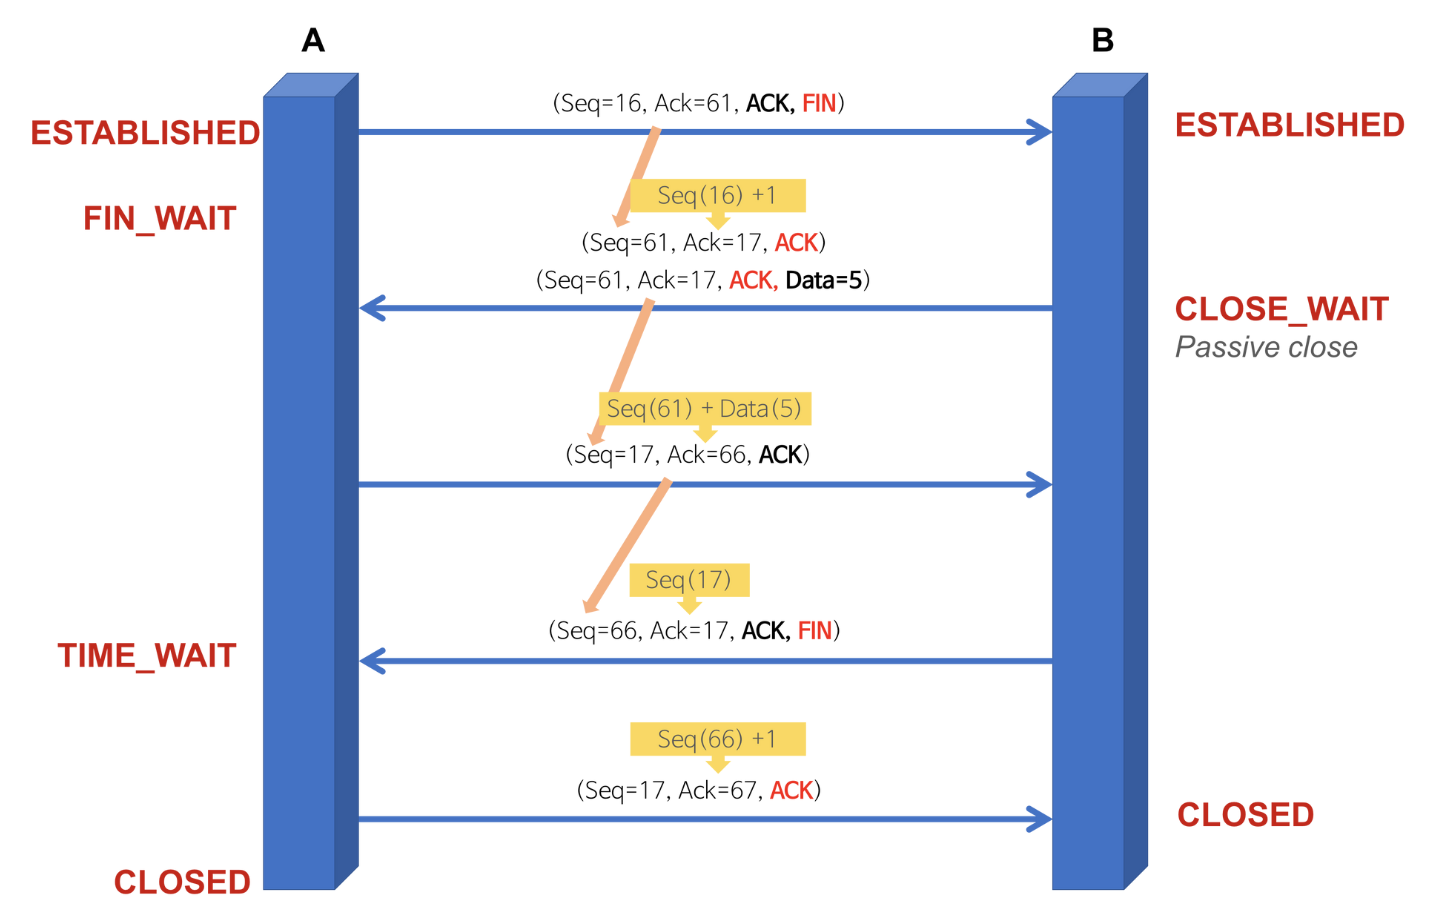 A
B
(Seq=16, Ack=61, ACK, FIN)
ESTABLISHED
ESTABLISHED
Seq(16) +1
FIN_WAIT
(Seq=61, Ack=17, ACK)
(Seq=61, Ack=17, ACK, Data=5)
CLOSE_WAIT
Passive close
Seq(61) + Data(5)
(Seq=17, Ack=66, ACK)
Seq(17)
(Seq=66, Ack=17, ACK, FIN)
TIME_WAIT
Seq(66) +1
(Seq=17, Ack=67, ACK)
CLOSED
CLOSED